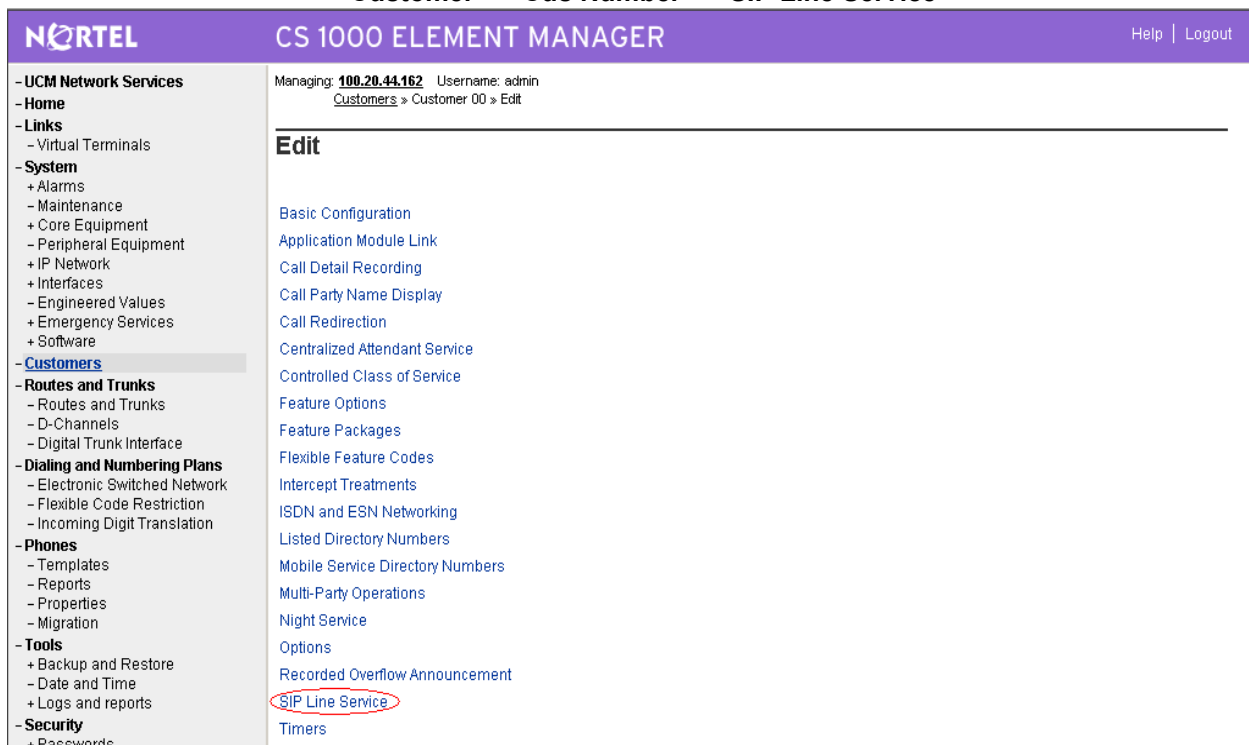 NORTEL
CS 1000 ELEMENT MANAGER
Help | Logout
- UCM Network Services
- Home
- Links
- Virtual Terminals
- System
+ Alarms
- Maintenance
+ Core Equipment
- Peripheral Equipment
+ IP Network
+ Interfaces
- Engineered Values
+ Emergency Services
+ Software
- Customers
- Routes and Trunks
- Routes and Trunks
- D-Channels
- Digital Trunk Interface
- Dialing and Numbering Plans
- Electronic Switched Network
- Flexible Code Restriction
- Incoming Digit Translation
- Phones
- Templates
- Reports
- Properties
- Migration
- Tools
+ Backup and Restore
- Date and Time
+ Logs and reports
- Security
+ Passwords
Managing: 100.20.44.162 Username: admin
Customers » Customer 00 » Edit
Edit
Basic Configuration
Application Module Link
Call Detail Recording
Call Party Name Display
Call Redirection
Centralized Attendant Service
Controlled Class of Service
Feature Options
Feature Packages
Flexible Feature Codes
Intercept Treatments
ISDN and ESN Networking
Listed Directory Numbers
Mobile Service Directory Numbers
Multi-Party Operations
Night Service
Options
Recorded Overflow Announcement
SIP Line Service
Timers